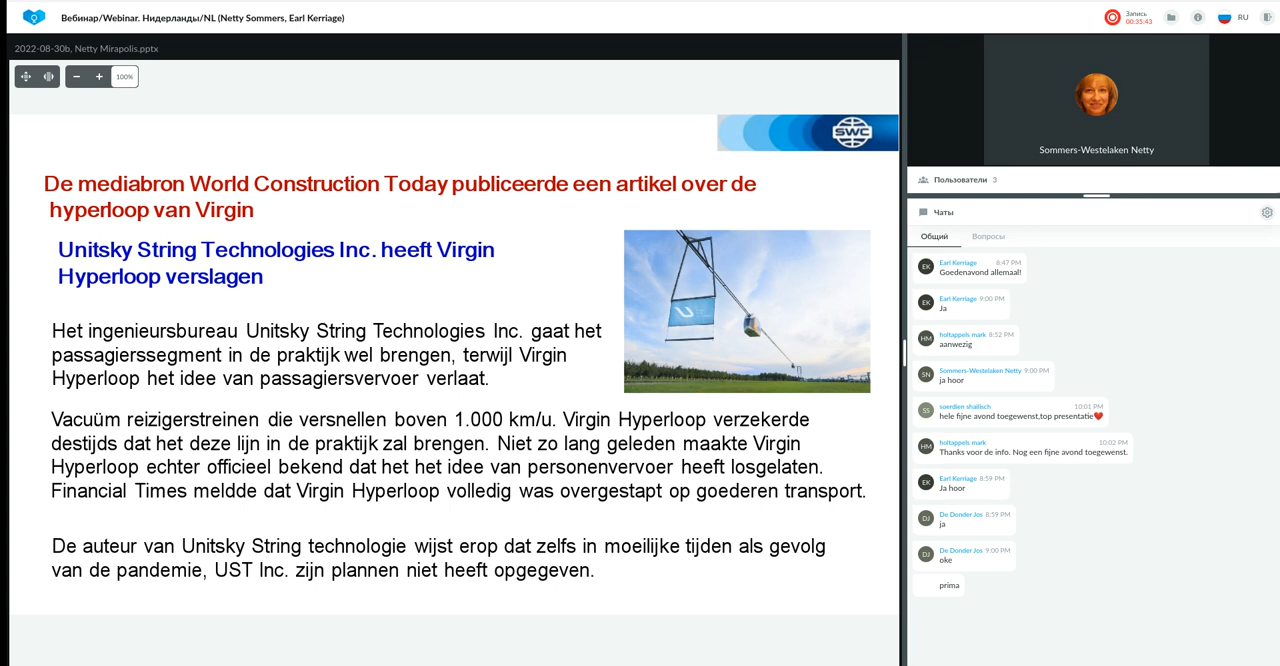 Вебинар/Webinar. Нидерланды/NL (Netty Sommers, Earl Kerriage)
Запись
00:35:43
RU
2022-08-30b, Netty Mirapolis.pptx
100%
SWC
De mediabron World Construction Today publiceerde een artikel over de
hyperloop van Virgin
Unitsky String Technologies Inc. heeft Virgin
Hyperloop verslagen
Het ingenieursbureau Unitsky String Technologies Inc. gaat het
passagierssegment in de praktijk wel brengen, terwijl Virgin
Hyperloop het idee van passagiersvervoer verlaat.
Vacuüm reizigerstreinen die versnellen boven 1.000 km/u. Virgin Hyperloop verzekerde
destijds dat het deze lijn in de praktijk zal brengen. Niet zo lang geleden maakte Virgin
Hyperloop echter officieel bekend dat het het idee van personenvervoer heeft losgelaten.
Financial Times meldde dat Virgin Hyperloop volledig was overgestapt op goederen transport.
De auteur van Unitsky String technologie wijst erop dat zelfs in moeilijke tijden als gevolg
van de pandemie, UST Inc. zijn plannen niet heeft opgegeven.
Sommers-Westelaken Netty
Пользователи 3
Чаты
Общий Вопросы
EK Earl Kerriage 8:47 PM
Goedenavond allemaal!
EK Earl Kerriage 9:00 PM
Ja
HM holtappels mark 8:52 PM
aanwezig
SN Sommers-Westelaken Netty 9:00 PM
ja hoor
SS soerdien shallisch 10:01 PM
hele fijne avond toegewenst,top presentatie❤️
HM holtappels mark 10:02 PM
Thanks voor de info. Nog een fijne avond toegewenst.
EK Earl Kerriage 8:59 PM
Ja hoor
DJ De Donder Jos 8:59 PM
ja
DJ De Donder Jos 9:00 PM
oke
prima